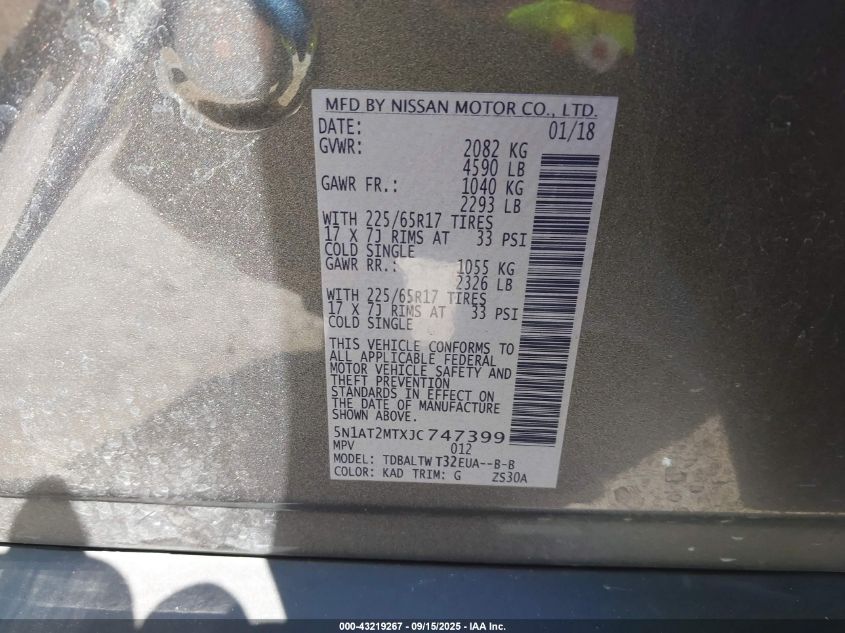 MFD BY NISSAN MOTOR CO., LTD.
DATE: 01/18
GVWR: 2082 KG
4590 LB
GAWR FR.: 1040 KG
2293 LB
WITH 225/65R17 TIRES
17 X 7J RIMS AT 33 PSI
COLD SINGLE
GAWR RR.: 1055 KG
2326 LB
WITH 225/65R17 TIRES
17 X 7J RIMS AT 33 PSI
COLD SINGLE
THIS VEHICLE CONFORMS TO
ALL APPLICABLE FEDERAL
MOTOR VEHICLE SAFETY AND
THEFT PREVENTION
STANDARDS IN EFFECT ON
THE DATE OF MANUFACTURE
SHOWN ABOVE.
5N1AT2MTXJC747399
MPV 012
MODEL: TDBALTW T32EUA--B-B
COLOR: KAD TRIM: G ZS30A
000-43219267 - 09/15/2025 - IAA Inc.